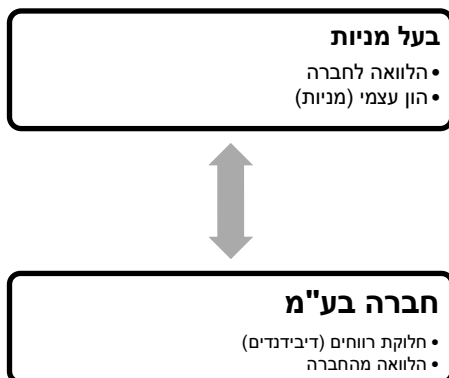 בעל מניות
• הלוואה לחברה
• הון עצמי (מניות)
חברה בע"מ
• חלוקת רווחים (דיבידנדים)
• הלוואה מהחברה